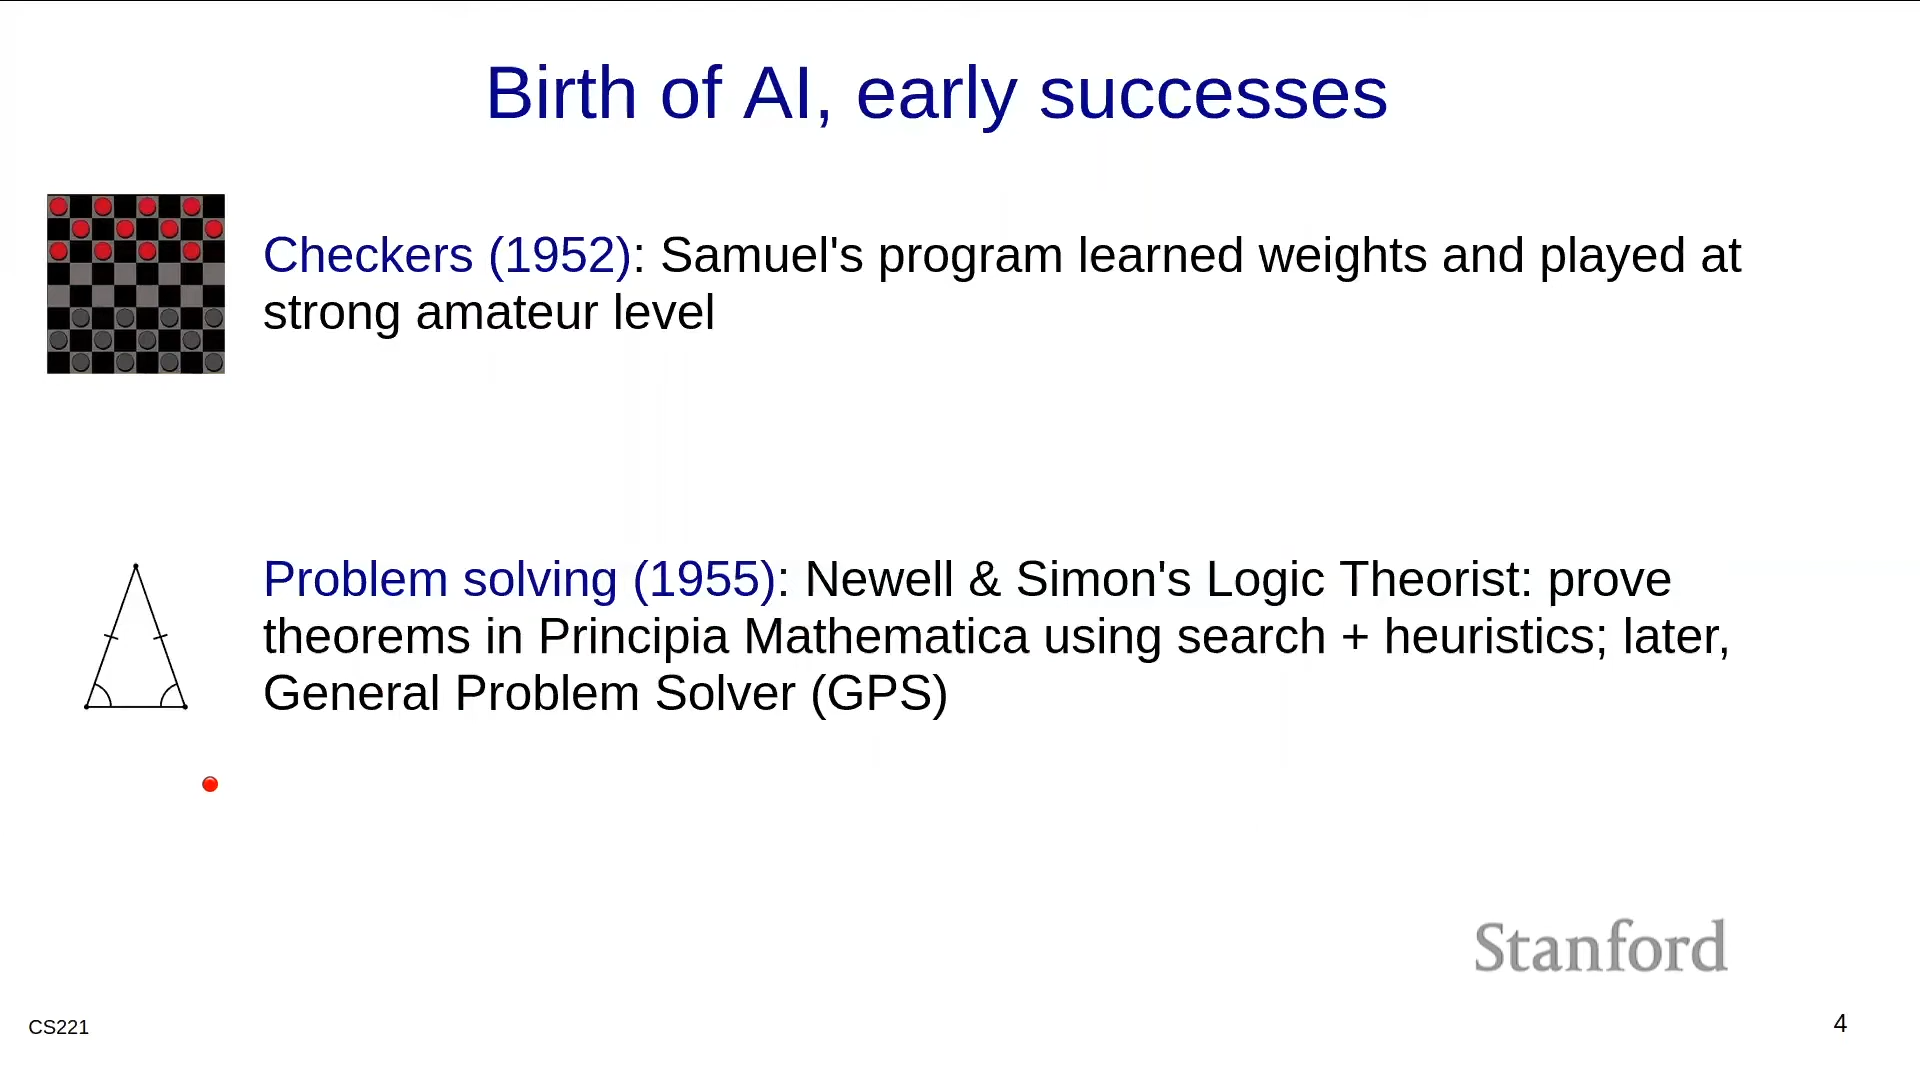 Birth of AI, early successes
Checkers (1952): Samuel's program learned weights and played at
strong amateur level
Problem solving (1955): Newell & Simon's Logic Theorist: prove
theorems in Principia Mathematica using search + heuristics; later,
General Problem Solver (GPS)
Stanford
CS221
4